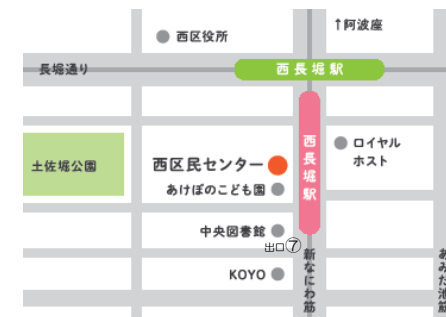 ↑阿波座
西区役所
長堀通り
西長堀駅
西長堀駅
ロイヤル
ホスト
土佐堀公園
西区民センター
あけぼのこども園
中央図書館
出口⑦
KOYO
新なにわ筋
あみだ池筋